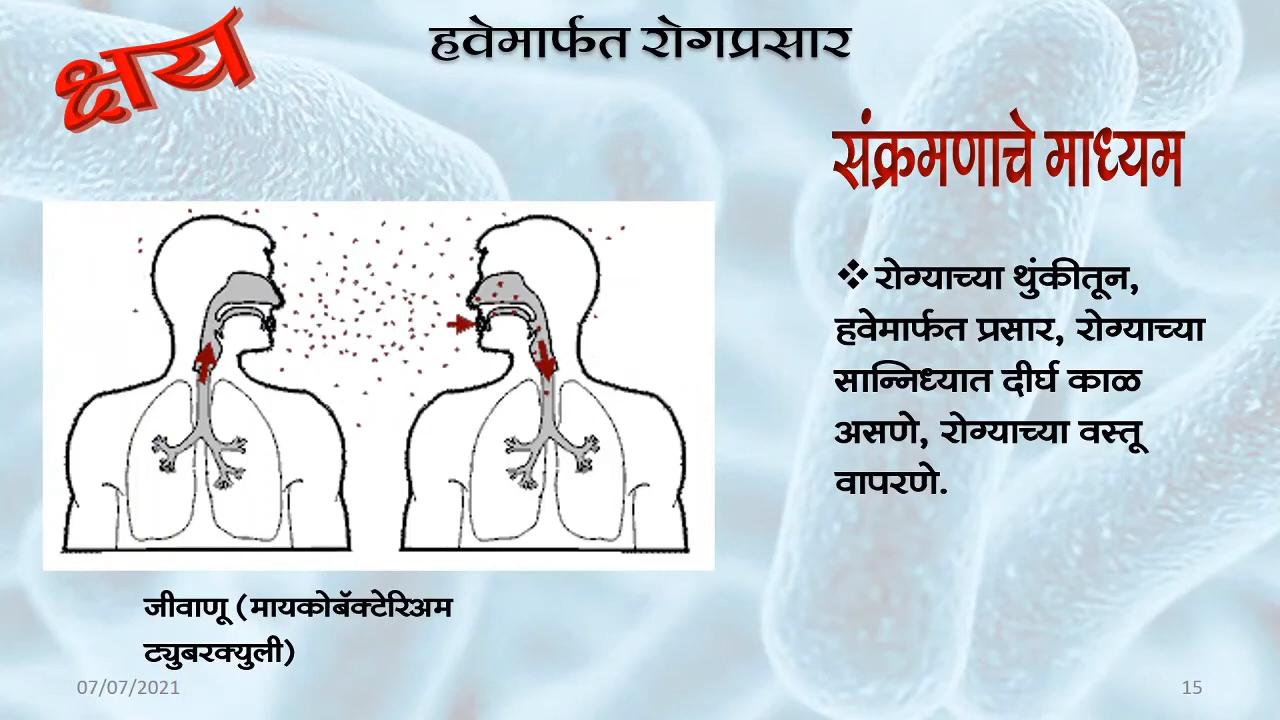 क्षय
हवेमार्फत रोगप्रसार
संक्रमणाचे माध्यम
❖रोग्याच्या थुंकीतून,
हवेमार्फत प्रसार, रोग्याच्या
सान्निध्यात दीर्घ काळ
असणे, रोग्याच्या वस्तू
वापरणे.
जीवाणू (मायकोबॅक्टेरिअम
ट्युबरक्युली)
07/07/2021
15